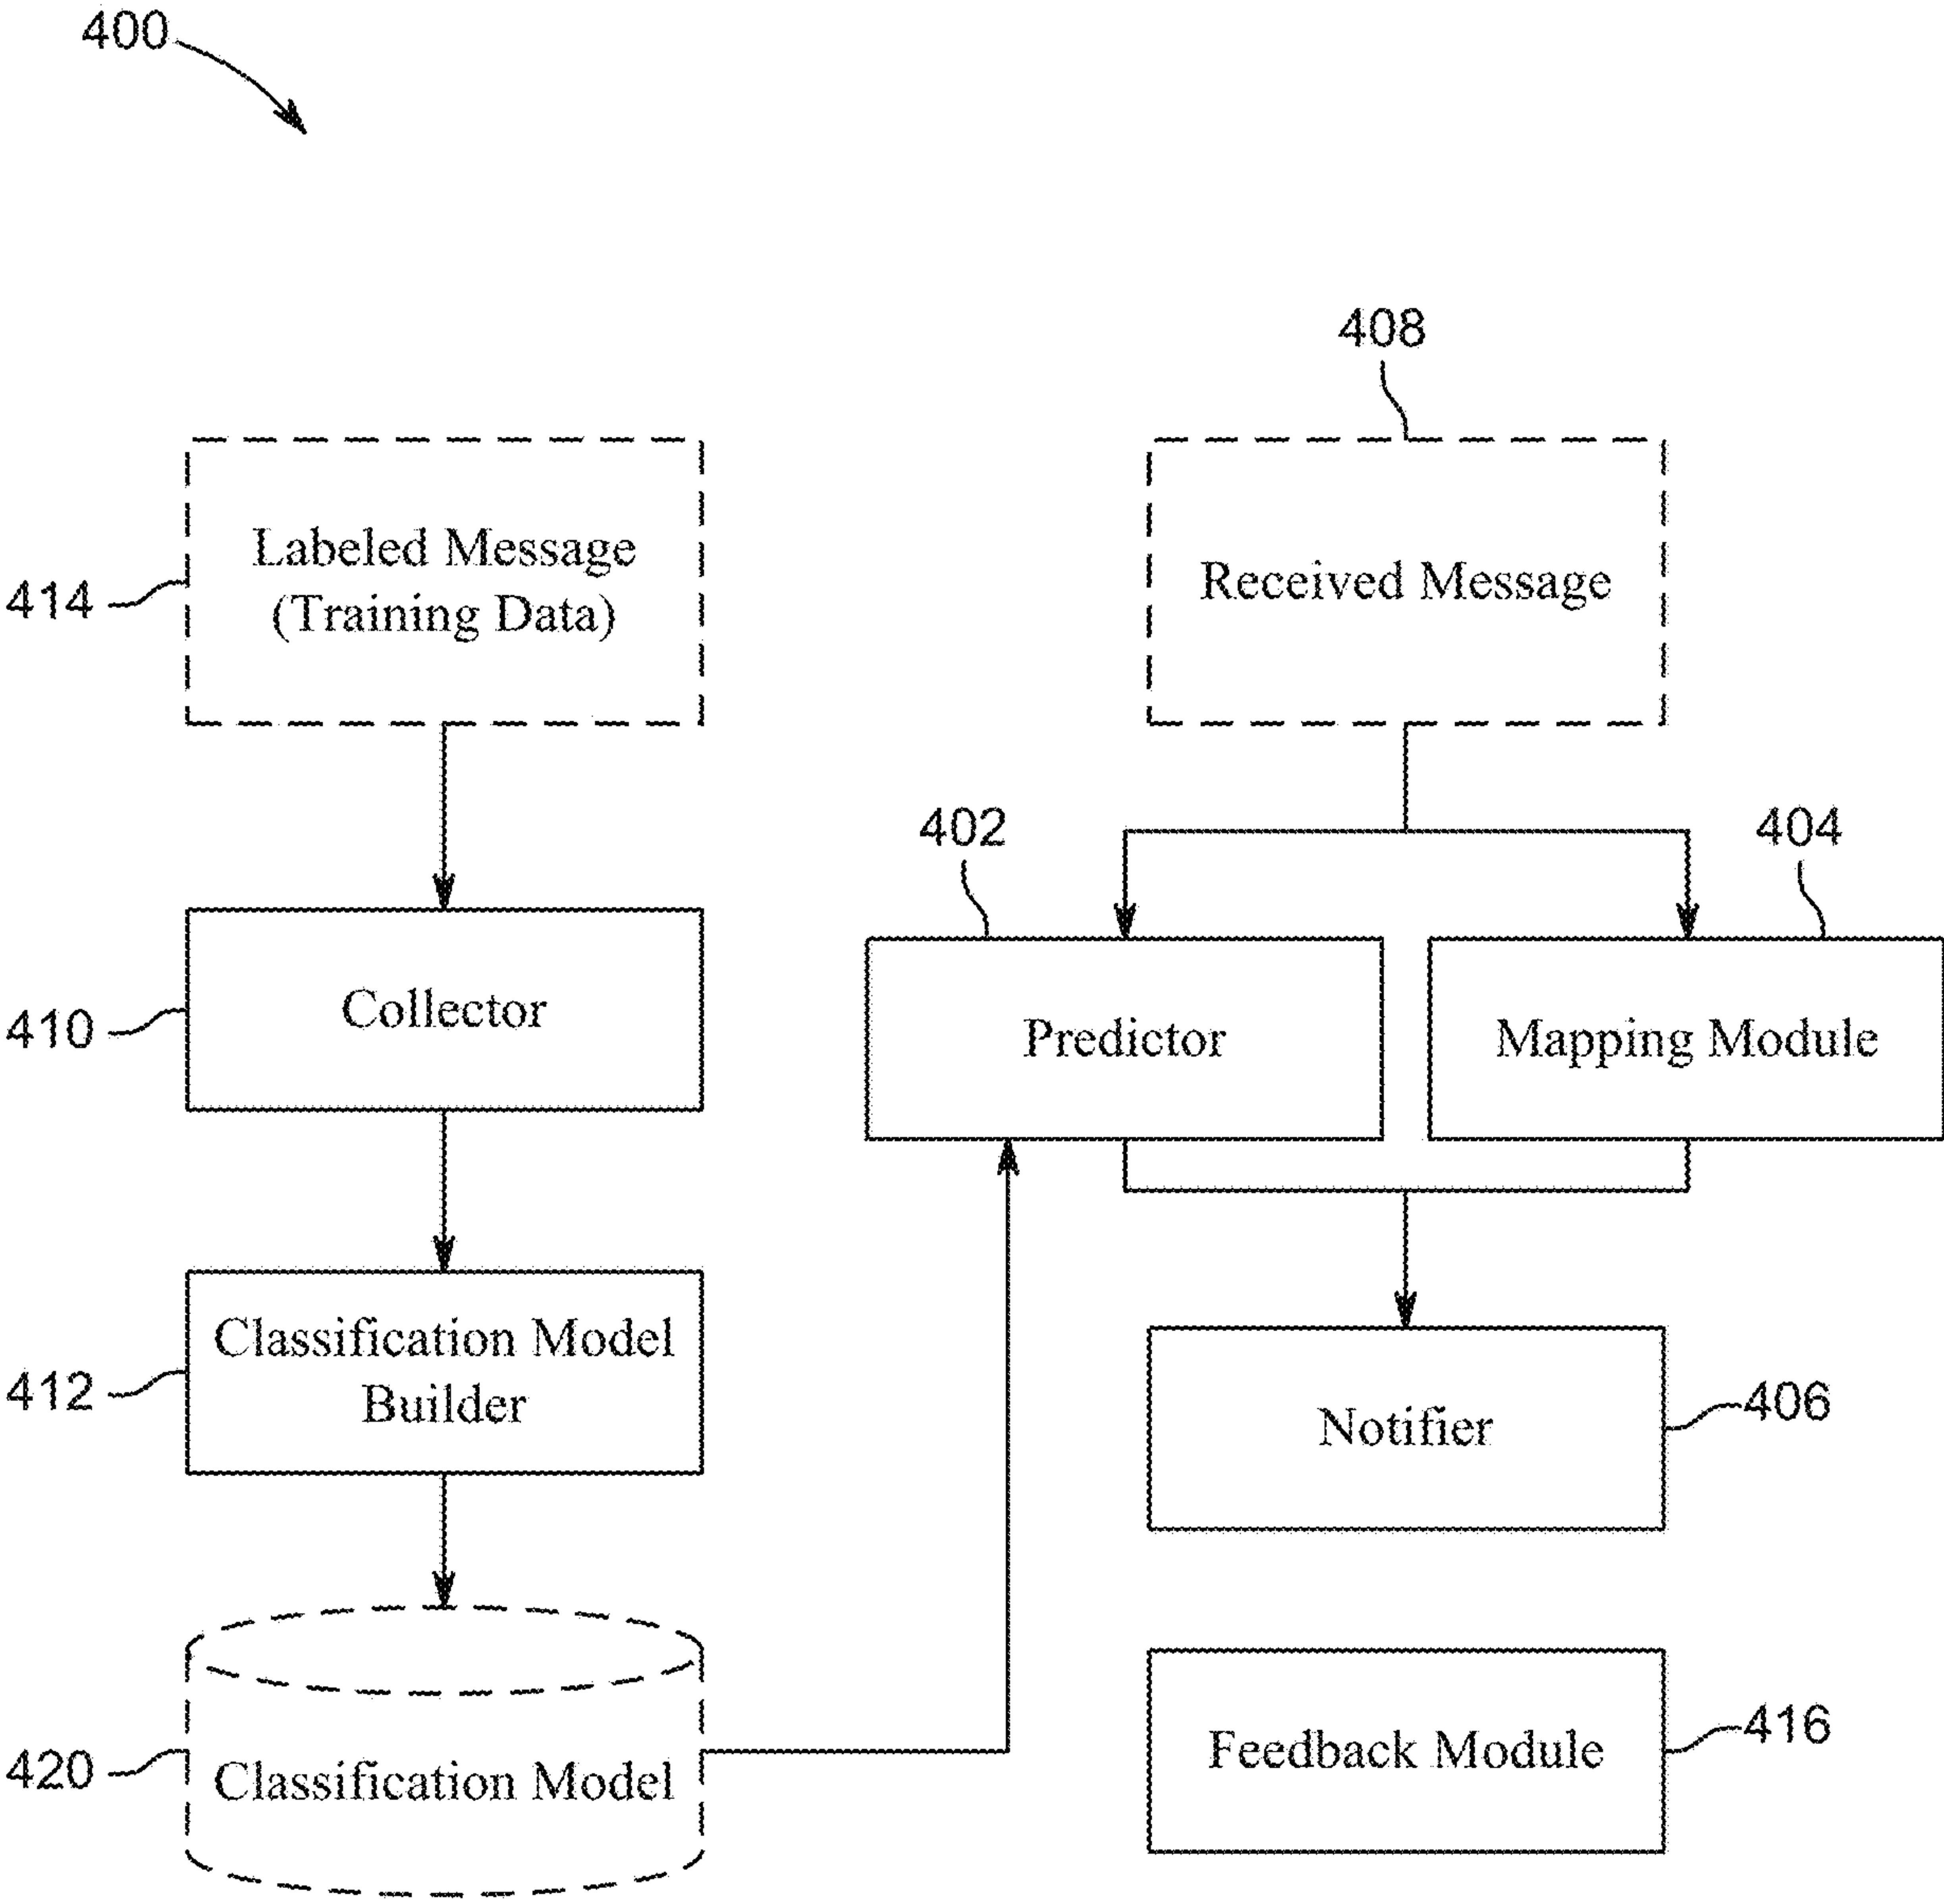 400
408
414
Labeled Message
(Training Data)
Received Message
402
404
410
Collector
Predictor
Mapping Module
412
Classification Model
Builder
Notifier
406
420
Classification Model
Feedback Module
416